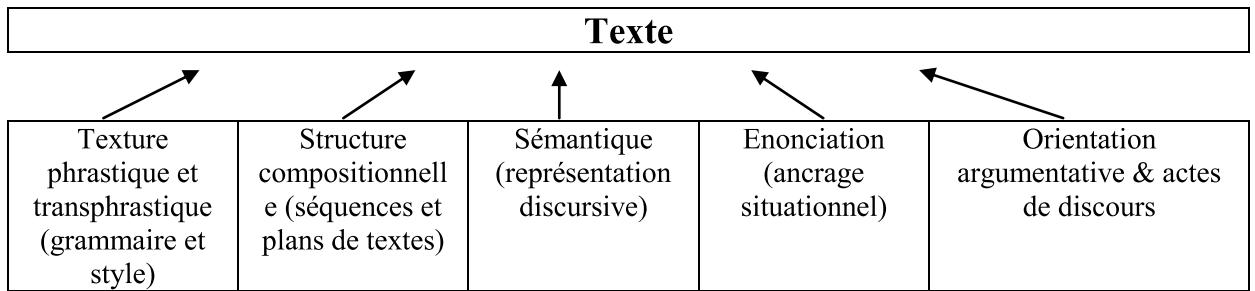 Texte
Texture
phrastique et
transphrastique
(grammaire et
style)
Structure
compositionnell
e (séquences et
plans de textes)
Sémantique
(représentation
discursive)
Enonciation
(ancrage
situationnel)
Orientation
argumentative & actes
de discours